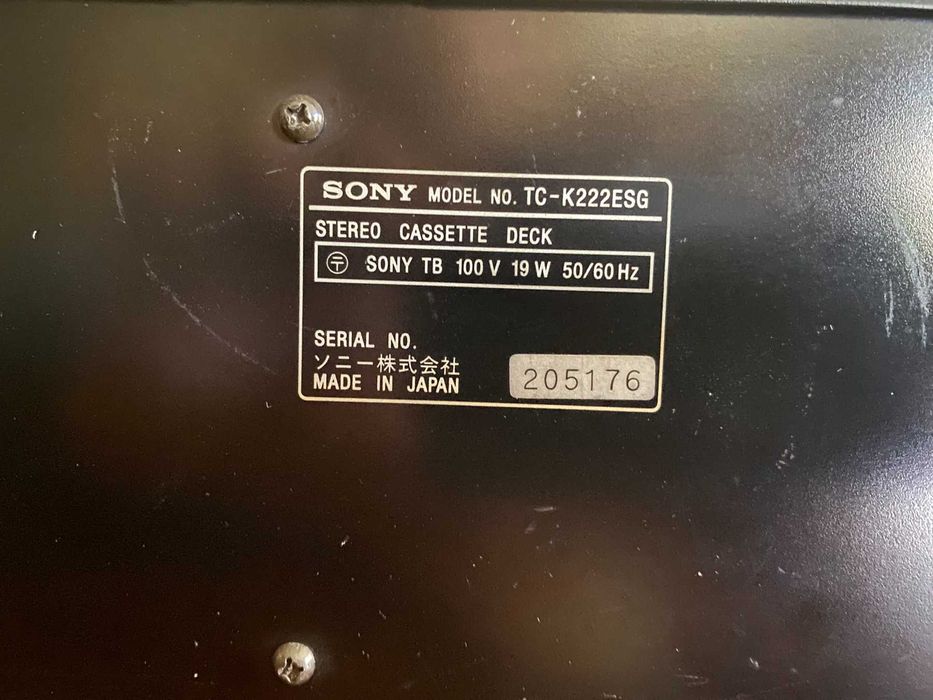 SONY MODEL NO. TC-K222ESG
STEREO CASSETTE DECK
〒 SONY TB 100 V 19 W 50/60 Hz
SERIAL NO.
ソニー株式会社
MADE IN JAPAN 205176